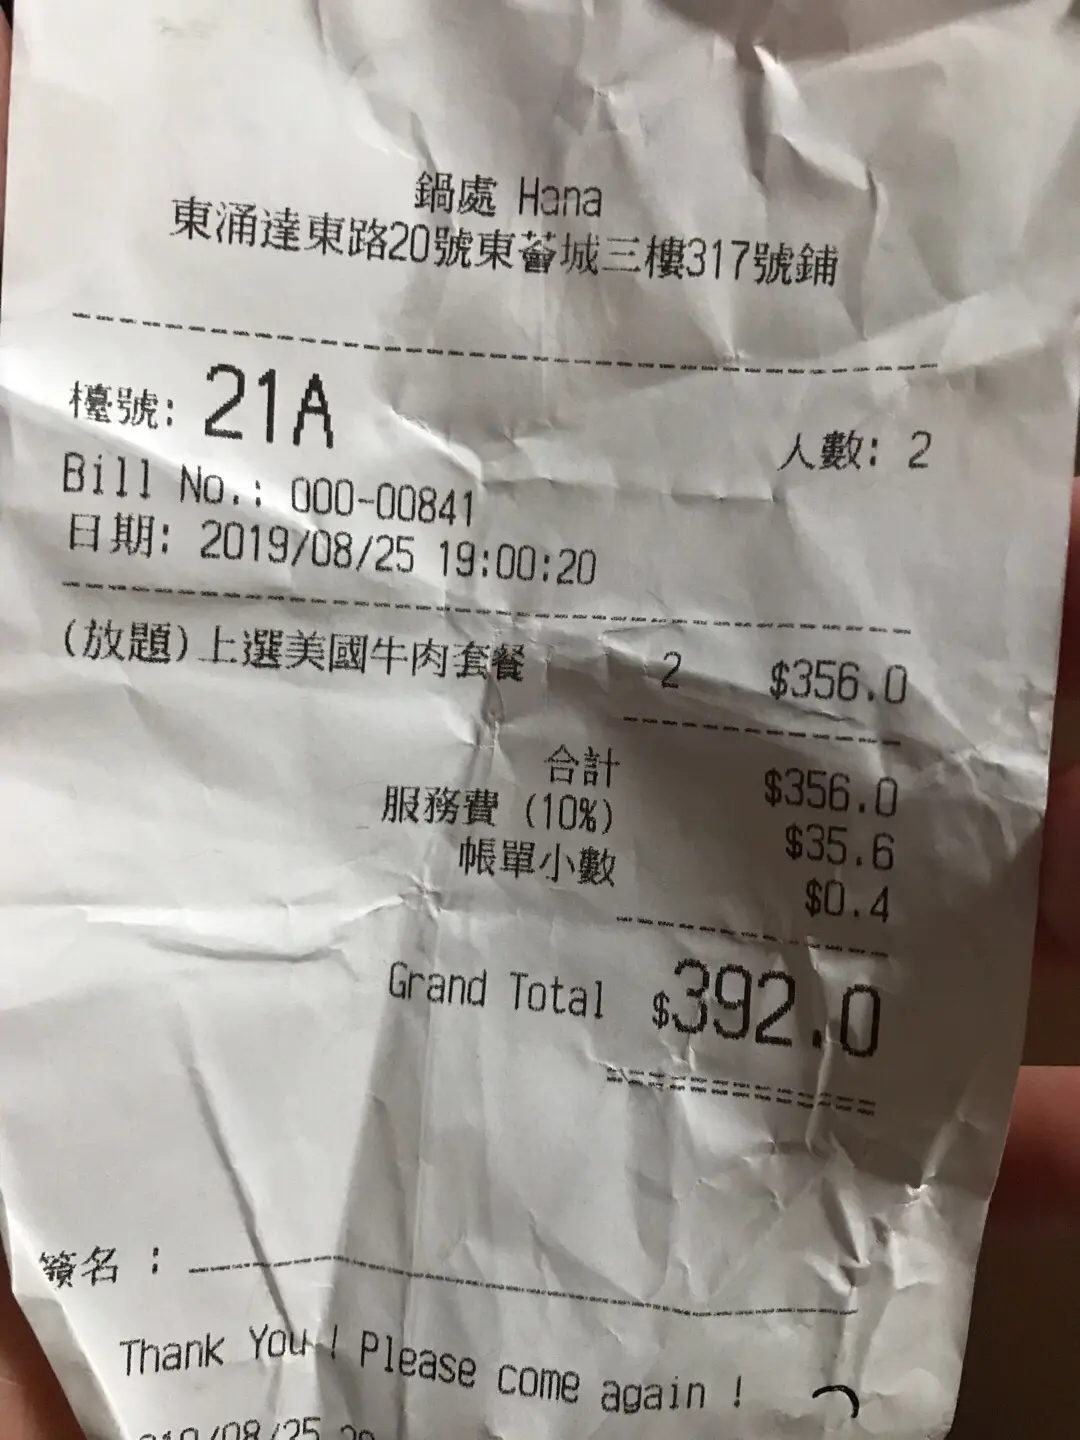 鍋處 Hana
東涌達東路20號東薈城三樓317號鋪
檯號: 21A 人數: 2
Bill No.: 000-00841
日期: 2019/08/25 19:00:20
(放題)上選美國牛肉套餐 2 $356.0
合計 $356.0
服務費 (10%) $35.6
帳單小數 $0.4
Grand Total $392.0
簽名 :
Thank You ! Please come again !
019/08/25